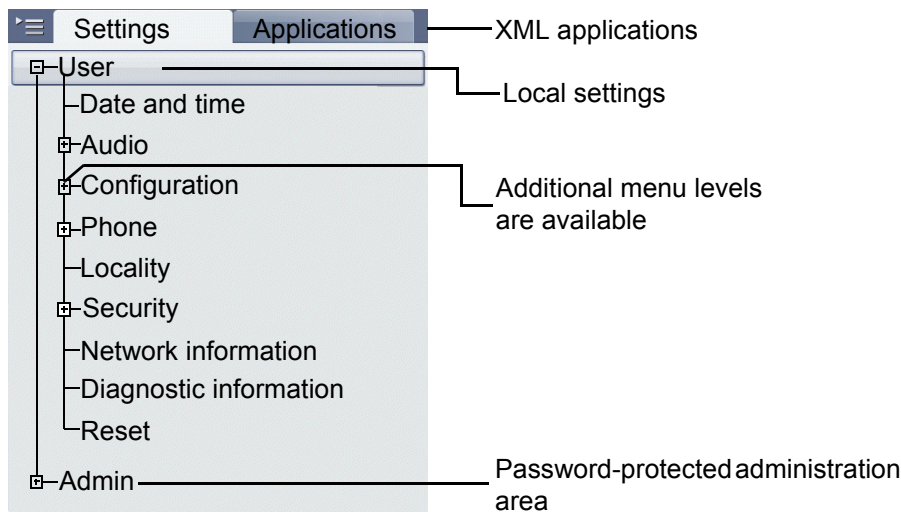 Settings Applications XML applications
User
Local settings
Date and time
Audio
Configuration
Additional menu levels
are available
Phone
Locality
Security
Network information
Diagnostic information
Reset
Admin
Password-protected administration
area